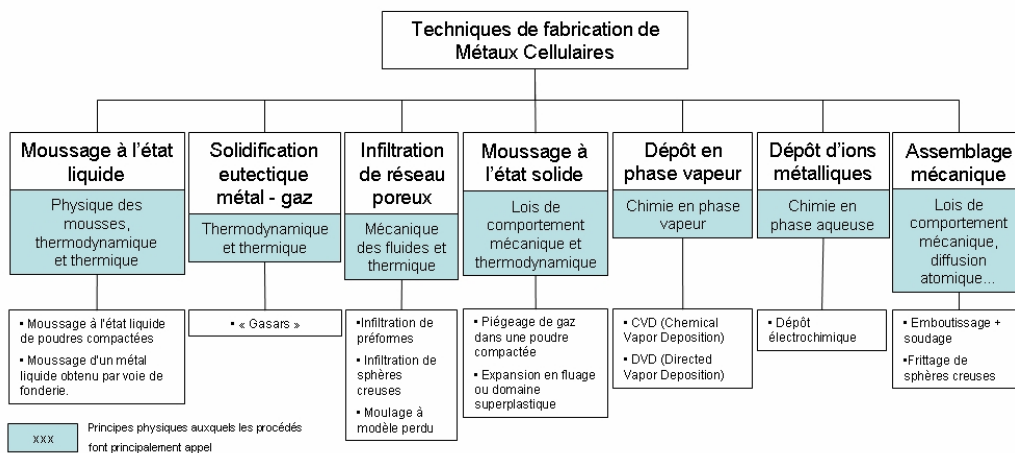 Techniques de fabrication de
Métaux Cellulaires
Moussage à l'état
liquide
Physique des
mousses,
thermodynamique
et thermique
▪ Moussage à l'état liquide
de poudres compactées
▪ Moussage d'un métal
liquide obtenu par voie de
fonderie.
Solidification
eutectique
métal - gaz
Thermodynamique
et thermique
▪ « Gasars »
Infiltration
de réseau
poreux
Mécanique
des fluides et
thermique
▪Infiltration de
préformes
▪ Infiltration de
sphères
creuses
▪ Moulage à
modèle perdu
Moussage à
l'état solide
Lois de
comportement
mécanique et
thermodynamique
▪ Piégeage de gaz
dans une poudre
compactée
▪ Expansion en fluage
ou domaine
superplastique
Dépôt en
phase vapeur
Chimie en phase
vapeur
▪ CVD (Chemical
Vapor Deposition)
▪ DVD (Directed
Vapor Deposition)
Dépôt d'ions
métalliques
Chimie en
phase aqueuse
▪ Dépôt
électrochimique
Assemblage
mécanique
Lois de
comportement
mécanique,
diffusion
atomique...
▪ Emboutissage +
soudage
▪Frittage de
sphères creuses
xxx
Principes physiques auxquels les procédés
font principalement appel